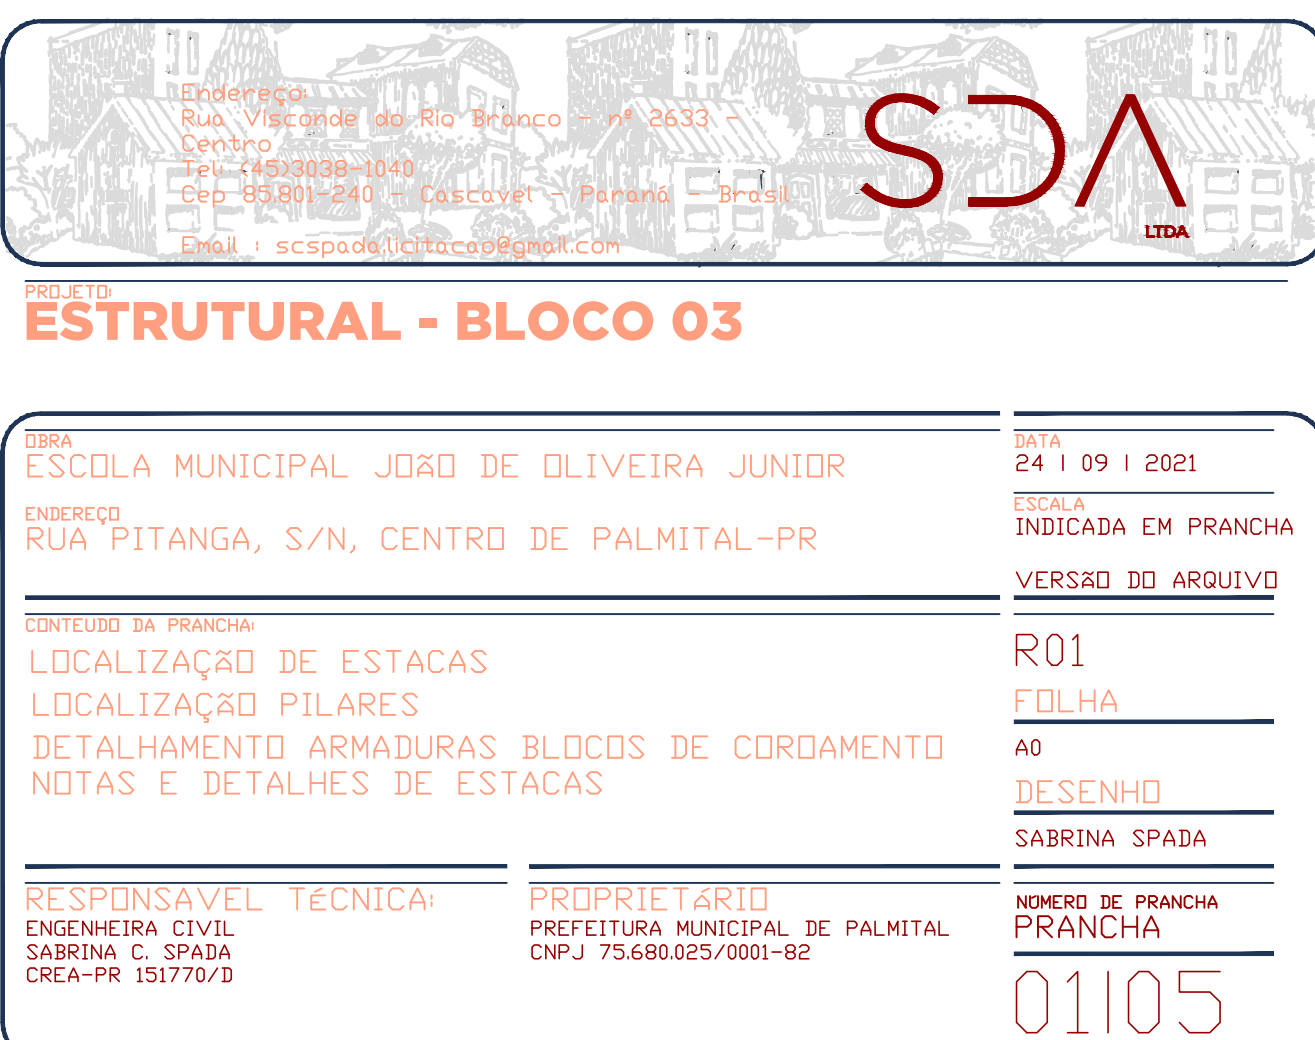 Endereço:
Rua Visconde do Rio Branco - nº 2633 -
Centro
Tel: (45)3038-1040
Cep 85.801-240 - Cascavel - Paraná - Brasil
Email : scspada.licitacao@gmail.com
SDA
LTDA
PROJETO:
ESTRUTURAL - BLOCO 03
OBRA
ESCOLA MUNICIPAL JOÃO DE OLIVEIRA JUNIOR
ENDEREÇO
RUA PITANGA, S/N, CENTRO DE PALMITAL-PR
DATA
24 | 09 | 2021
ESCALA
INDICADA EM PRANCHA
VERSÃO DO ARQUIVO
R01
CONTEUDO DA PRANCHA:
LOCALIZAÇÃO DE ESTACAS
LOCALIZAÇÃO PILARES
DETALHAMENTO ARMADURAS BLOCOS DE COROAMENTO
NOTAS E DETALHES DE ESTACAS
FOLHA
A0
DESENHO
SABRINA SPADA
RESPONSAVEL TÉCNICA:
ENGENHEIRA CIVIL
SABRINA C. SPADA
CREA-PR 151770/D
PROPRIETÁRIO
PREFEITURA MUNICIPAL DE PALMITAL
CNPJ 75.680.025/0001-82
NÚMERO DE PRANCHA
PRANCHA
01|05